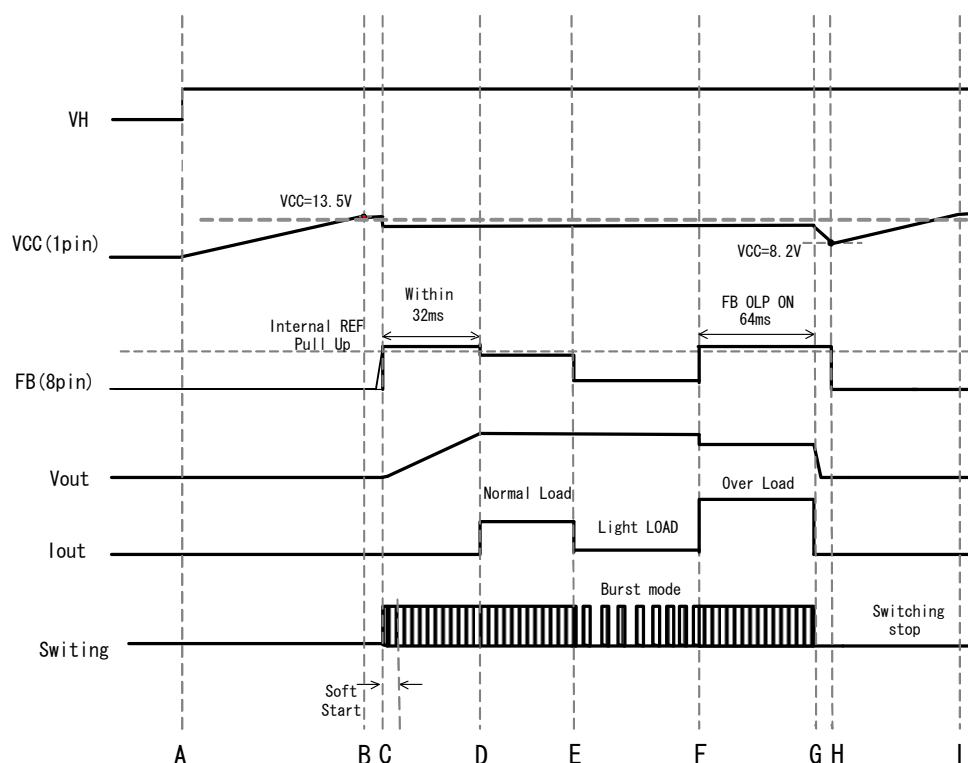 VH
VCC=13.5V
VCC(1pin)
VCC=8.2V
Within
32ms
FB OLP ON
64ms
Internal REF
Pull Up
FB(8pin)
Vout
Normal Load
Over Load
Light LOAD
Iout
Burst mode
Switching
stop
Switing
Soft
Start
A B C D E F G H I